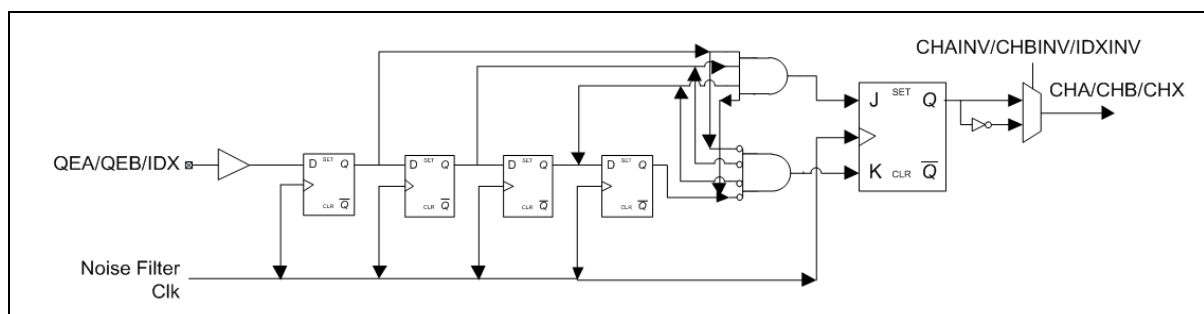 CHAINV/CHBINV/IDXINV
CHA/CHB/CHX
J SET Q
K CLR Q
QEA/QEB/IDX
D SET Q
CLR Q
D SET Q
CLR Q
D SET Q
CLR Q
D SET Q
CLR Q
Noise Filter
Clk